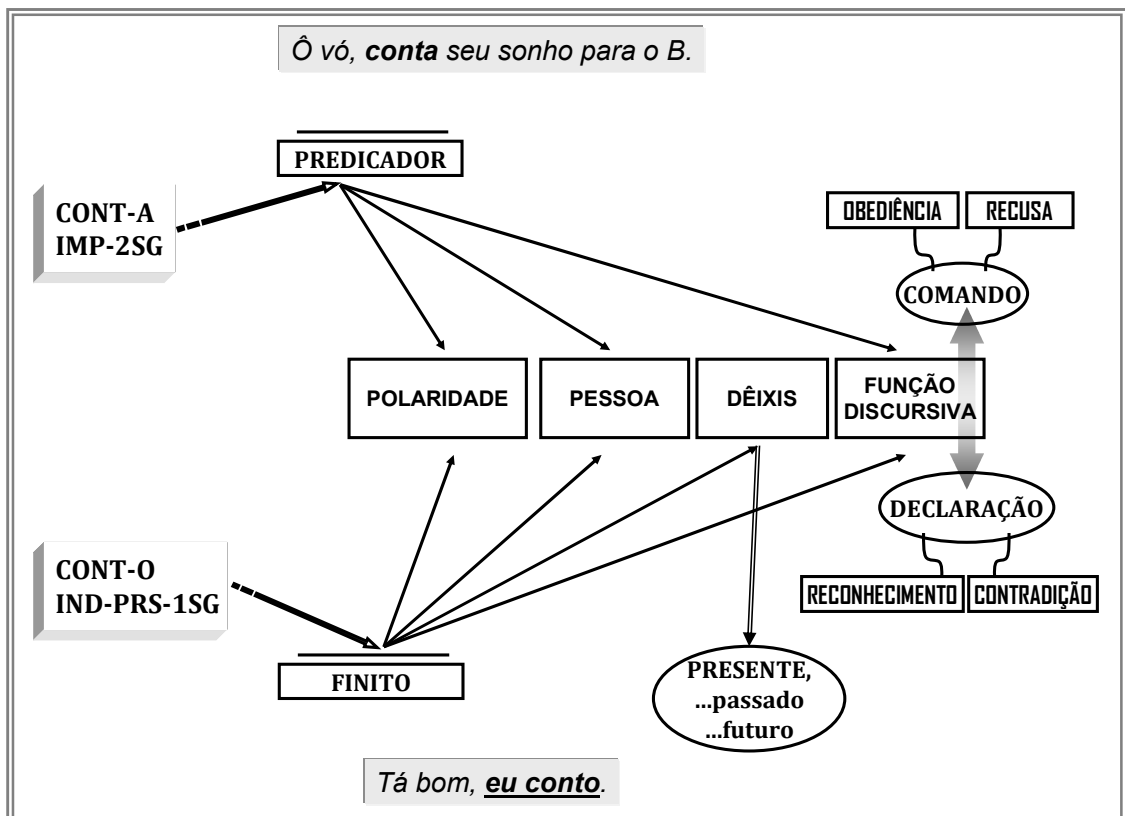 Ô vó, conta seu sonho para o B.
PREDICADOR
CONT-A
IMP-2SG
OBEDIÊNCIA
RECUSA
COMANDO
POLARIDADE
PESSOA
DÊIXIS
FUNÇÃO
DISCURSIVA
DECLARAÇÃO
CONT-O
IND-PRS-1SG
RECONHECIMENTO
CONTRADIÇÃO
FINITO
PRESENTE,
...passado
...futuro
Tá bom, eu conto.